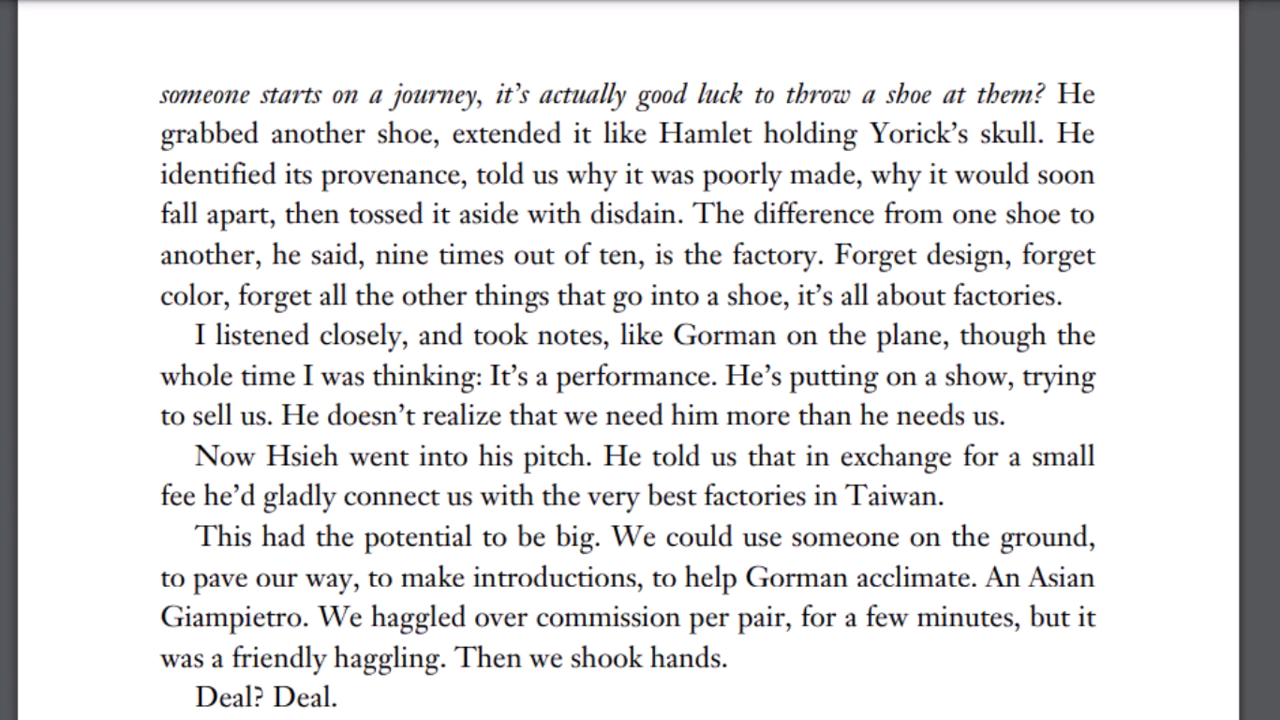 someone starts on a journey, it's actually good luck to throw a shoe at them? He
grabbed another shoe, extended it like Hamlet holding Yorick's skull. He
identified its provenance, told us why it was poorly made, why it would soon
fall apart, then tossed it aside with disdain. The difference from one shoe to
another, he said, nine times out of ten, is the factory. Forget design, forget
color, forget all the other things that go into a shoe, it's all about factories.
I listened closely, and took notes, like Gorman on the plane, though the
whole time I was thinking: It's a performance. He's putting on a show, trying
to sell us. He doesn't realize that we need him more than he needs us.
Now Hsieh went into his pitch. He told us that in exchange for a small
fee he'd gladly connect us with the very best factories in Taiwan.
This had the potential to be big. We could use someone on the ground,
to pave our way, to make introductions, to help Gorman acclimate. An Asian
Giampietro. We haggled over commission per pair, for a few minutes, but it
was a friendly haggling. Then we shook hands.
Deal? Deal.